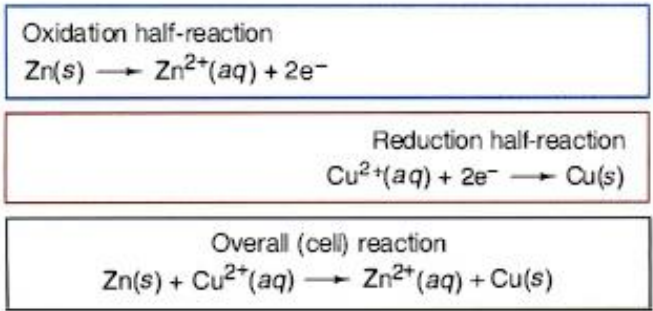 Oxidation half-reaction
Zn(s) ⟶ Zn²⁺(aq) + 2e⁻
Reduction half-reaction
Cu²⁺(aq) + 2e⁻ ⟶ Cu(s)
Overall (cell) reaction
Zn(s) + Cu²⁺(aq) ⟶ Zn²⁺(aq) + Cu(s)